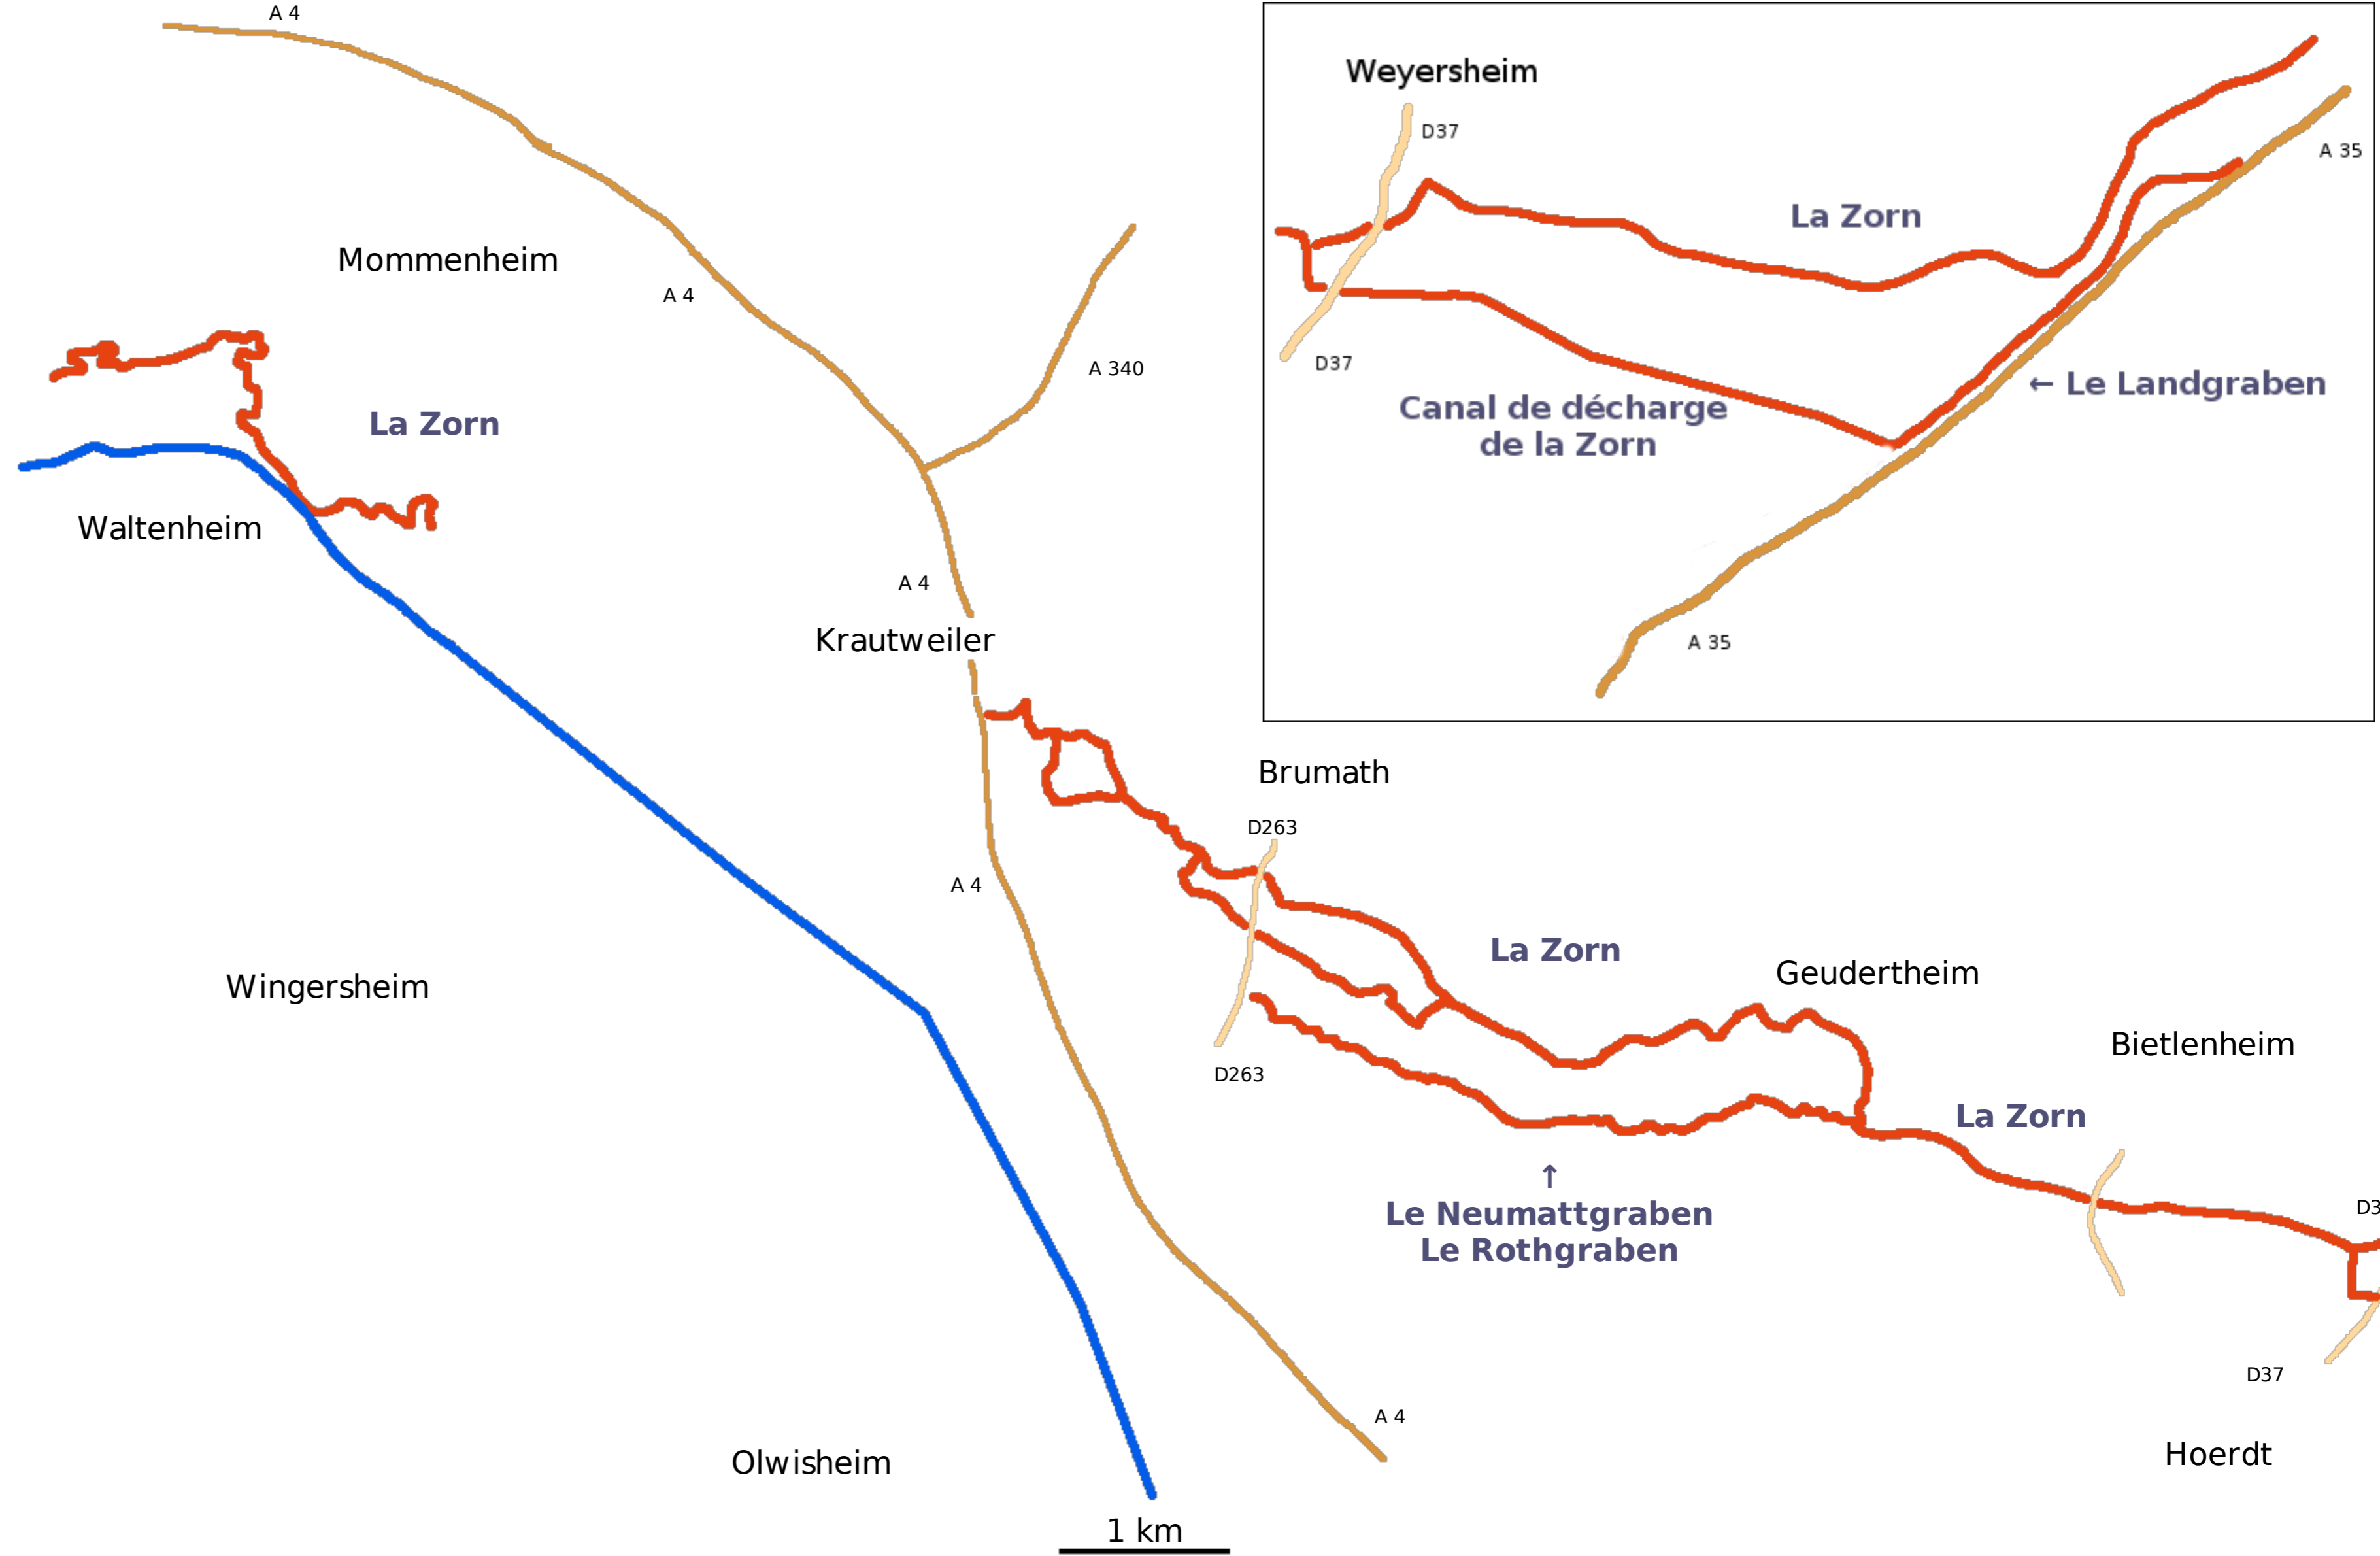 A 4
Weyersheim
D37
A 35
La Zorn
Mommenheim
A 4
A 340
D37
← Le Landgraben
Canal de décharge
de la Zorn
La Zorn
Waltenheim
A 4
Krautweiler
A 35
Brumath
D263
A 4
La Zorn
Geudertheim
Wingersheim
Bietlenheim
D263
La Zorn
↑
Le Neumattgraben
Le Rothgraben
D3
D37
A 4
Hoerdt
Olwisheim
1 km